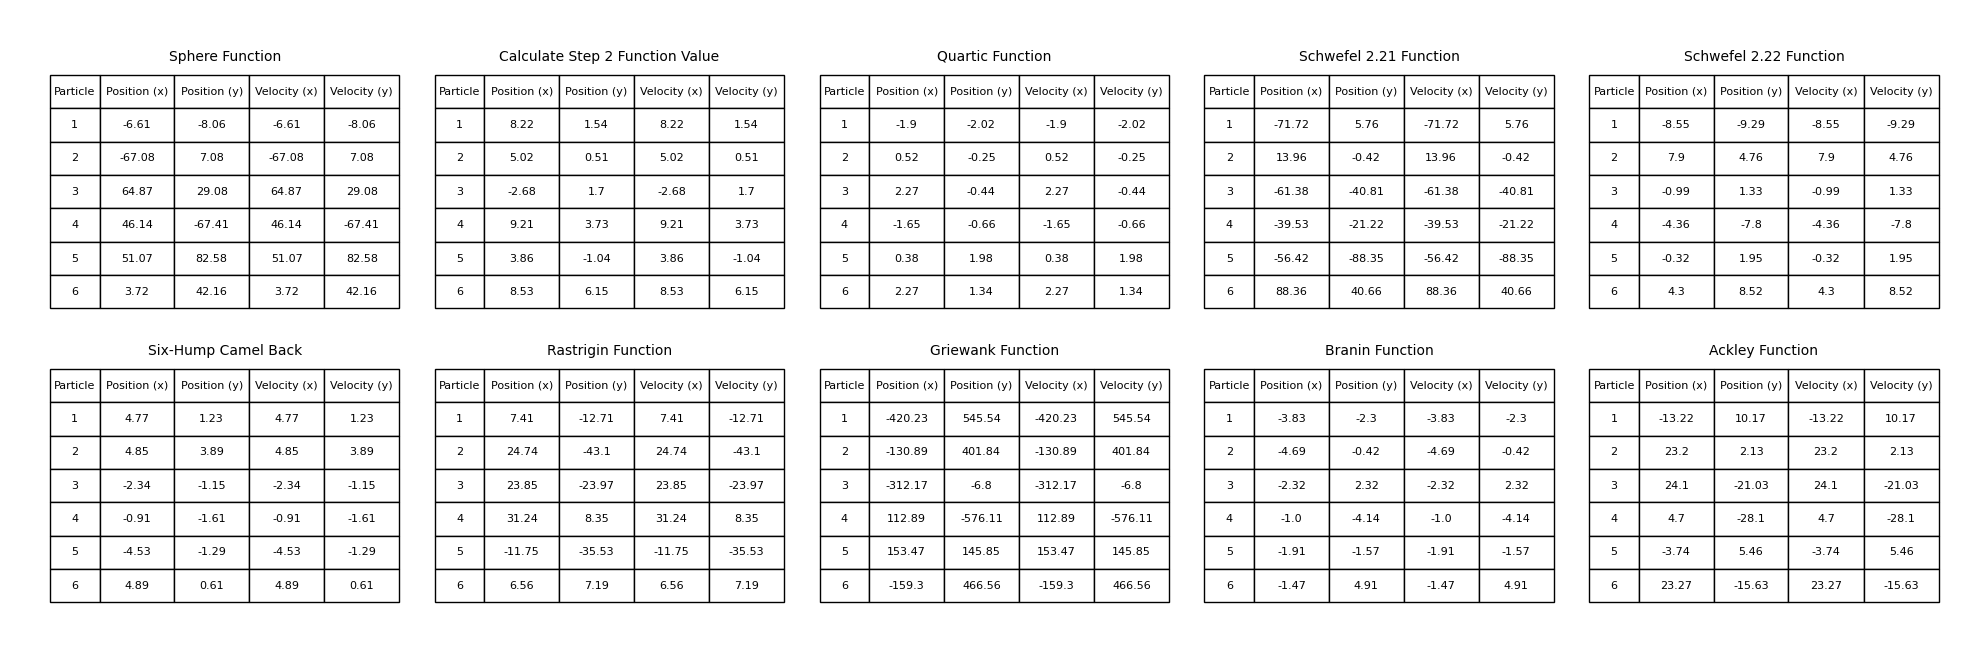 Sphere Function
Particle Position (x) Position (y) Velocity (x) Velocity (y)
1 -6.61 -8.06 -6.61 -8.06
2 -67.08 7.08 -67.08 7.08
3 64.87 29.08 64.87 29.08
4 46.14 -67.41 46.14 -67.41
5 51.07 82.58 51.07 82.58
6 3.72 42.16 3.72 42.16
Calculate Step 2 Function Value
Particle Position (x) Position (y) Velocity (x) Velocity (y)
1 8.22 1.54 8.22 1.54
2 5.02 0.51 5.02 0.51
3 -2.68 1.7 -2.68 1.7
4 9.21 3.73 9.21 3.73
5 3.86 -1.04 3.86 -1.04
6 8.53 6.15 8.53 6.15
Quartic Function
Particle Position (x) Position (y) Velocity (x) Velocity (y)
1 -1.9 -2.02 -1.9 -2.02
2 0.52 -0.25 0.52 -0.25
3 2.27 -0.44 2.27 -0.44
4 -1.65 -0.66 -1.65 -0.66
5 0.38 1.98 0.38 1.98
6 2.27 1.34 2.27 1.34
Schwefel 2.21 Function
Particle Position (x) Position (y) Velocity (x) Velocity (y)
1 -71.72 5.76 -71.72 5.76
2 13.96 -0.42 13.96 -0.42
3 -61.38 -40.81 -61.38 -40.81
4 -39.53 -21.22 -39.53 -21.22
5 -56.42 -88.35 -56.42 -88.35
6 88.36 40.66 88.36 40.66
Schwefel 2.22 Function
Particle Position (x) Position (y) Velocity (x) Velocity (y)
1 -8.55 -9.29 -8.55 -9.29
2 7.9 4.76 7.9 4.76
3 -0.99 1.33 -0.99 1.33
4 -4.36 -7.8 -4.36 -7.8
5 -0.32 1.95 -0.32 1.95
6 4.3 8.52 4.3 8.52
Six-Hump Camel Back
Particle Position (x) Position (y) Velocity (x) Velocity (y)
1 4.77 1.23 4.77 1.23
2 4.85 3.89 4.85 3.89
3 -2.34 -1.15 -2.34 -1.15
4 -0.91 -1.61 -0.91 -1.61
5 -4.53 -1.29 -4.53 -1.29
6 4.89 0.61 4.89 0.61
Rastrigin Function
Particle Position (x) Position (y) Velocity (x) Velocity (y)
1 7.41 -12.71 7.41 -12.71
2 24.74 -43.1 24.74 -43.1
3 23.85 -23.97 23.85 -23.97
4 31.24 8.35 31.24 8.35
5 -11.75 -35.53 -11.75 -35.53
6 6.56 7.19 6.56 7.19
Griewank Function
Particle Position (x) Position (y) Velocity (x) Velocity (y)
1 -420.23 545.54 -420.23 545.54
2 -130.89 401.84 -130.89 401.84
3 -312.17 -6.8 -312.17 -6.8
4 112.89 -576.11 112.89 -576.11
5 153.47 145.85 153.47 145.85
6 -159.3 466.56 -159.3 466.56
Branin Function
Particle Position (x) Position (y) Velocity (x) Velocity (y)
1 -3.83 -2.3 -3.83 -2.3
2 -4.69 -0.42 -4.69 -0.42
3 -2.32 2.32 -2.32 2.32
4 -1.0 -4.14 -1.0 -4.14
5 -1.91 -1.57 -1.91 -1.57
6 -1.47 4.91 -1.47 4.91
Ackley Function
Particle Position (x) Position (y) Velocity (x) Velocity (y)
1 -13.22 10.17 -13.22 10.17
2 23.2 2.13 23.2 2.13
3 24.1 -21.03 24.1 -21.03
4 4.7 -28.1 4.7 -28.1
5 -3.74 5.46 -3.74 5.46
6 23.27 -15.63 23.27 -15.63